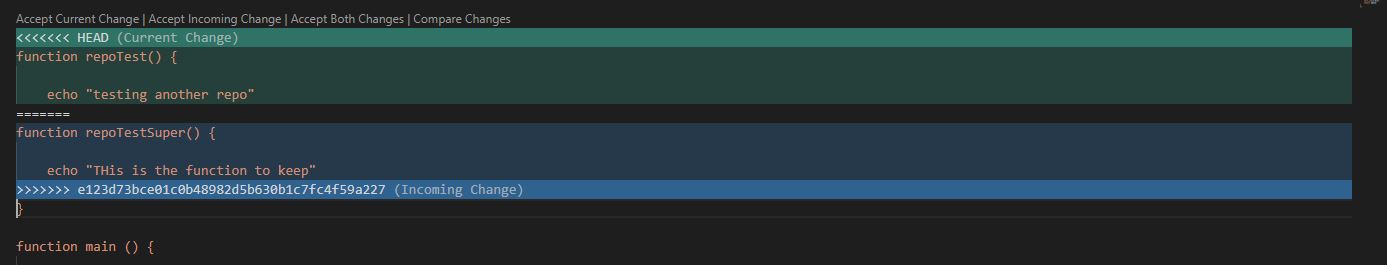 Accept Current Change | Accept Incoming Change | Accept Both Changes | Compare Changes
<<<<<<< HEAD (Current Change)
function repoTest() {
    echo "testing another repo"
=======
function repoTestSuper() {
    echo "THis is the function to keep"
>>>>>>> e123d73bce01c0b48982d5b630b1c7fc4f59a227 (Incoming Change)
}
function main () {